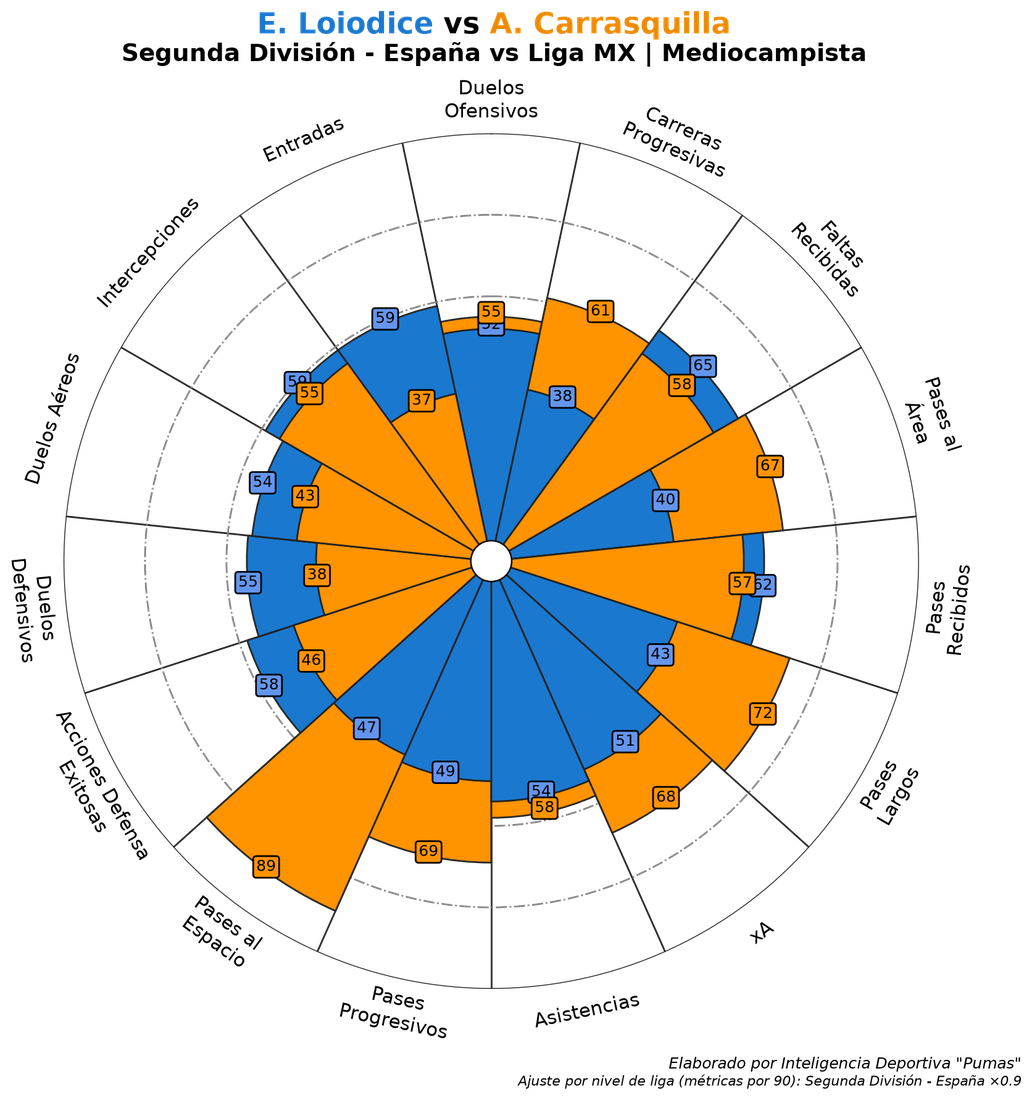 E. Loiodice vs A. Carrasquilla
Segunda División - España vs Liga MX | Mediocampista
Duelos
Ofensivos
Carreras
Progresivas
Faltas
Recibidas
Pases al
Área
Pases
Recibidos
Pases
Largos
xA
Asistencias
Pases
Progresivos
Pases al
Espacio
Acciones Defensa
Exitosas
Duelos
Defensivos
Duelos Aéreos
Intercepciones
Entradas
55
52
61
38
65
58
67
40
57
62
43
72
51
68
54
58
49
69
47
89
46
58
55
38
54
43
59
55
59
37
Elaborado por Inteligencia Deportiva "Pumas"
Ajuste por nivel de liga (métricas por 90): Segunda División - España ×0.9